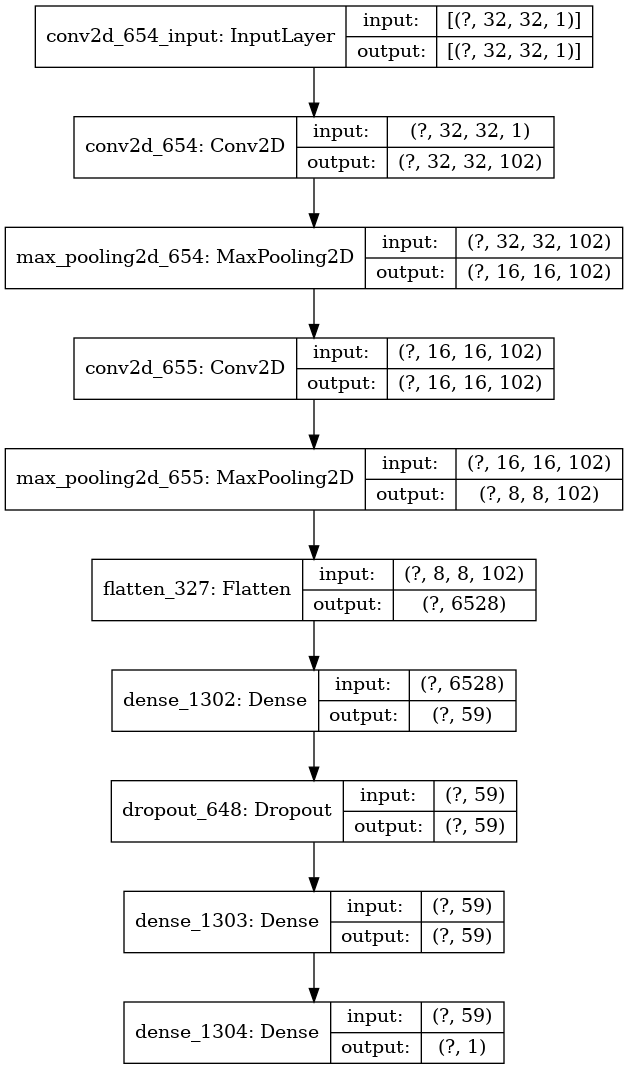 conv2d_654_input: InputLayer
input: [(?, 32, 32, 1)]
output: [(?, 32, 32, 1)]
conv2d_654: Conv2D
input: (?, 32, 32, 1)
output: (?, 32, 32, 102)
max_pooling2d_654: MaxPooling2D
input: (?, 32, 32, 102)
output: (?, 16, 16, 102)
conv2d_655: Conv2D
input: (?, 16, 16, 102)
output: (?, 16, 16, 102)
max_pooling2d_655: MaxPooling2D
input: (?, 16, 16, 102)
output: (?, 8, 8, 102)
flatten_327: Flatten
input: (?, 8, 8, 102)
output: (?, 6528)
dense_1302: Dense
input: (?, 6528)
output: (?, 59)
dropout_648: Dropout
input: (?, 59)
output: (?, 59)
dense_1303: Dense
input: (?, 59)
output: (?, 59)
dense_1304: Dense
input: (?, 59)
output: (?, 1)